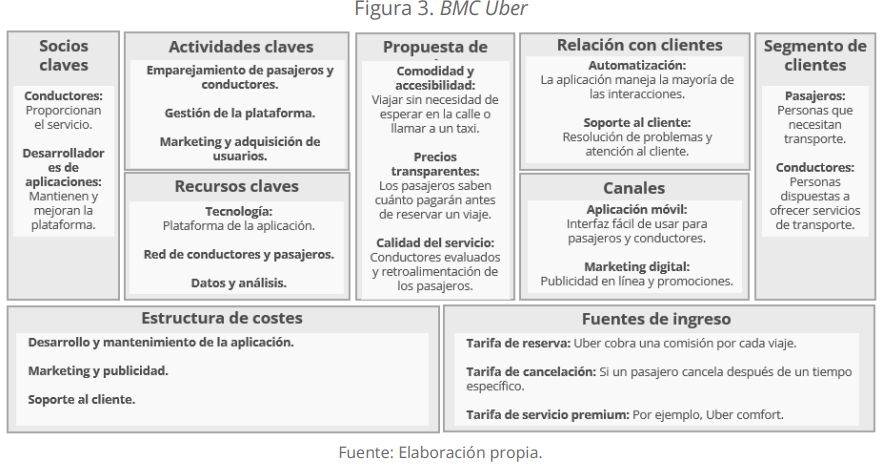 Figura 3. BMC Uber
Socios
claves
Conductores:
Proporcionan
el servicio.
Desarrollador
es de
aplicaciones:
Mantienen y
mejoran la
plataforma.
Actividades claves
Emparejamiento de pasajeros y
conductores.
Gestión de la plataforma.
Marketing y adquisición de
usuarios.
Recursos claves
Tecnología:
Plataforma de la aplicación.
Red de conductores y pasajeros.
Datos y análisis.
Propuesta de
Comodidad y
accesibilidad:
Viajar sin necesidad de
esperar en la calle o
llamar a un taxi.
Precios
transparentes:
Los pasajeros saben
cuánto pagarán antes
de reservar un viaje.
Calidad del servicio:
Conductores evaluados
y retroalimentación de
los pasajeros.
Relación con clientes
Automatización:
La aplicación maneja la mayoría de
las interacciones.
Soporte al cliente:
Resolución de problemas y
atención al cliente.
Canales
Aplicación móvil:
Interfaz fácil de usar para
pasajeros y conductores.
Marketing digital:
Publicidad en línea y promociones.
Segmento de
clientes
Pasajeros:
Personas que
necesitan
transporte.
Conductores:
Personas
dispuestas a
ofrecer servicios
de transporte.
Estructura de costes
Desarrollo y mantenimiento de la aplicación.
Marketing y publicidad.
Soporte al cliente.
Fuentes de ingreso
Tarifa de reserva: Uber cobra una comisión por cada viaje.
Tarifa de cancelación: Si un pasajero cancela después de un tiempo
específico.
Tarifa de servicio premium: Por ejemplo, Uber comfort.
Fuente: Elaboración propia.